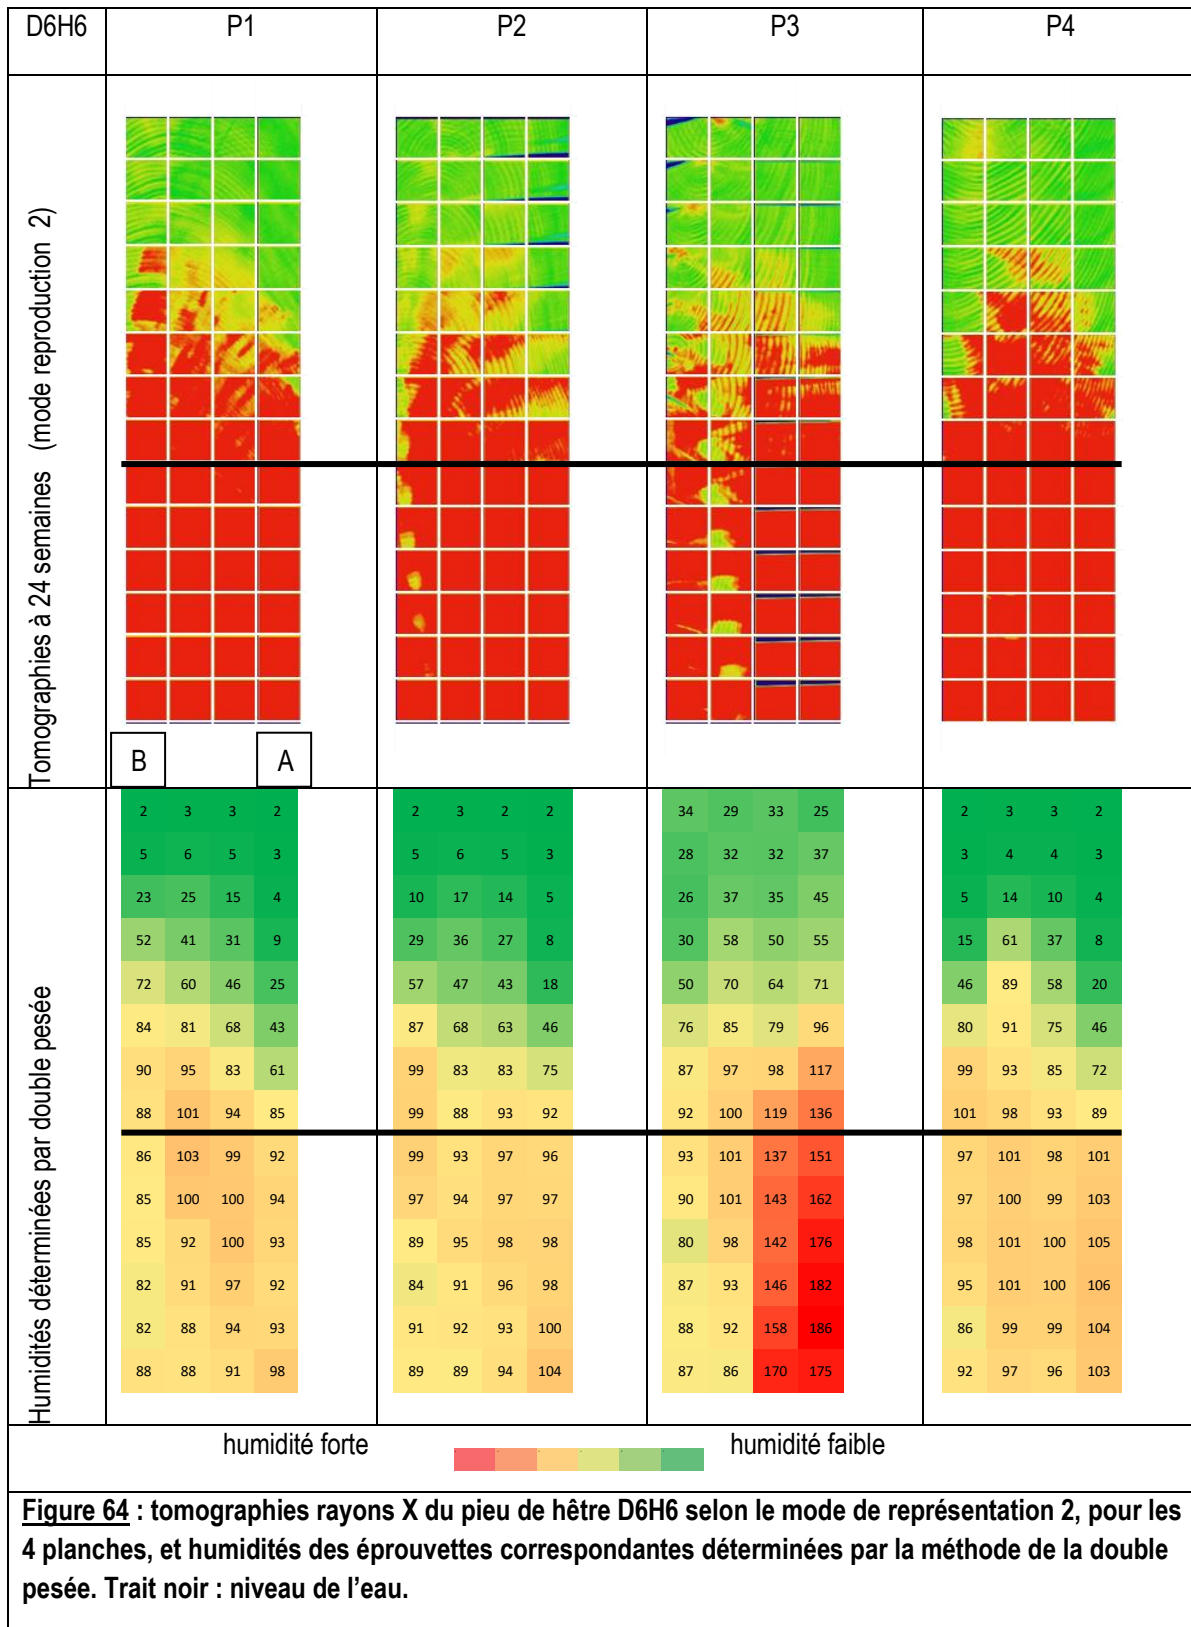 D6H6 P1 P2 P3 P4
Tomographies à 24 semaines (mode reproduction 2)
B A
Humidités déterminées par double pesée
2 3 3 2 2 3 2 2 34 29 33 25 2 3 3 2
5 6 5 3 5 6 5 3 28 32 32 37 3 4 4 3
23 25 15 4 10 17 14 5 26 37 35 45 5 14 10 4
52 41 31 9 29 36 27 8 30 58 50 55 15 61 37 8
72 60 46 25 57 47 43 18 50 70 64 71 46 89 58 20
84 81 68 43 87 68 63 46 76 85 79 96 80 91 75 46
90 95 83 61 99 83 83 75 87 97 98 117 99 93 85 72
88 101 94 85 99 88 93 92 92 100 119 136 101 98 93 89
86 103 99 92 99 93 97 96 93 101 137 151 97 101 98 101
85 100 100 94 97 94 97 97 90 101 143 162 97 100 99 103
85 92 100 93 89 95 98 98 80 98 142 176 98 101 100 105
82 91 97 92 84 91 96 98 87 93 146 182 95 101 100 106
82 88 94 93 91 92 93 100 88 92 158 186 86 99 99 104
88 88 91 98 89 89 94 104 87 86 170 175 92 97 96 103
humidité forte humidité faible
Figure 64 : tomographies rayons X du pieu de hêtre D6H6 selon le mode de représentation 2, pour les
4 planches, et humidités des éprouvettes correspondantes déterminées par la méthode de la double
pesée. Trait noir : niveau de l'eau.